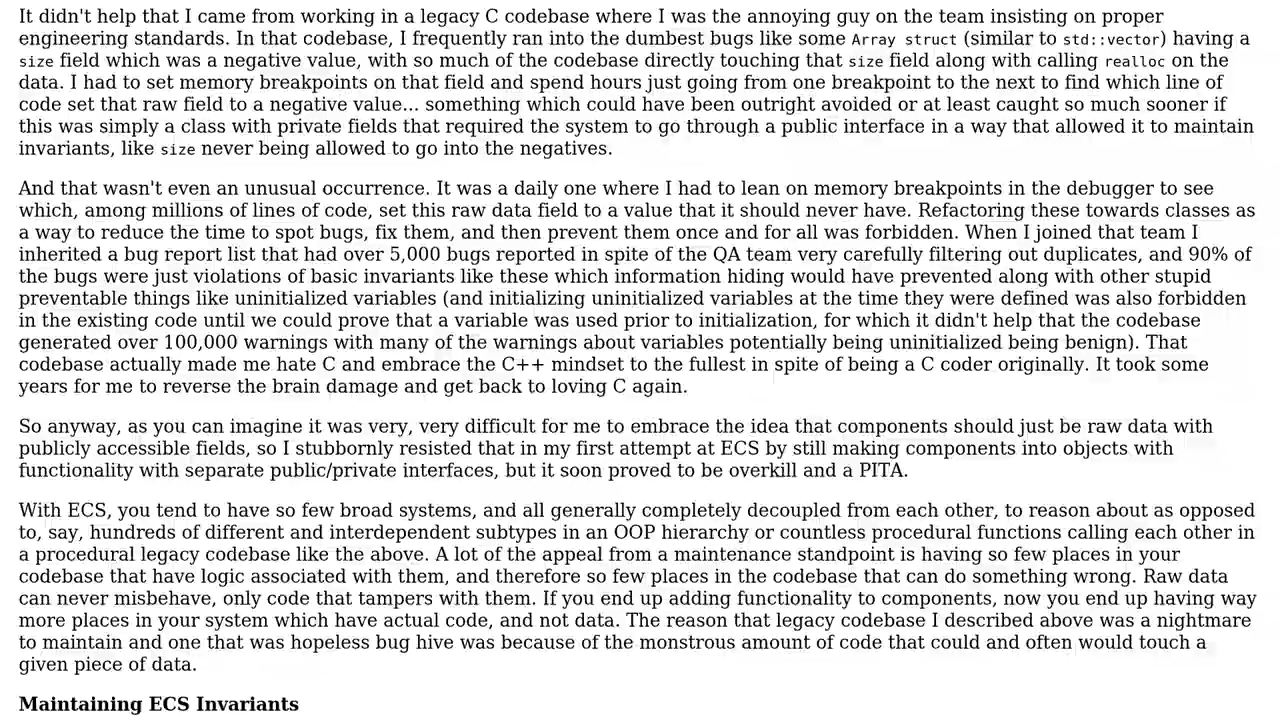 It didn't help that I came from working in a legacy C codebase where I was the annoying guy on the team insisting on proper
engineering standards. In that codebase, I frequently ran into the dumbest bugs like some Array struct (similar to std::vector) having a
size field which was a negative value, with so much of the codebase directly touching that size field along with calling realloc on the
data. I had to set memory breakpoints on that field and spend hours just going from one breakpoint to the next to find which line of
code set that raw field to a negative value... something which could have been outright avoided or at least caught so much sooner if
this was simply a class with private fields that required the system to go through a public interface in a way that allowed it to maintain
invariants, like size never being allowed to go into the negatives.
And that wasn't even an unusual occurrence. It was a daily one where I had to lean on memory breakpoints in the debugger to see
which, among millions of lines of code, set this raw data field to a value that it should never have. Refactoring these towards classes as
a way to reduce the time to spot bugs, fix them, and then prevent them once and for all was forbidden. When I joined that team I
inherited a bug report list that had over 5,000 bugs reported in spite of the QA team very carefully filtering out duplicates, and 90% of
the bugs were just violations of basic invariants like these which information hiding would have prevented along with other stupid
preventable things like uninitialized variables (and initializing uninitialized variables at the time they were defined was also forbidden
in the existing code until we could prove that a variable was used prior to initialization, for which it didn't help that the codebase
generated over 100,000 warnings with many of the warnings about variables potentially being uninitialized being benign). That
codebase actually made me hate C and embrace the C++ mindset to the fullest in spite of being a C coder originally. It took some
years for me to reverse the brain damage and get back to loving C again.
So anyway, as you can imagine it was very, very difficult for me to embrace the idea that components should just be raw data with
publicly accessible fields, so I stubbornly resisted that in my first attempt at ECS by still making components into objects with
functionality with separate public/private interfaces, but it soon proved to be overkill and a PITA.
With ECS, you tend to have so few broad systems, and all generally completely decoupled from each other, to reason about as opposed
to, say, hundreds of different and interdependent subtypes in an OOP hierarchy or countless procedural functions calling each other in
a procedural legacy codebase like the above. A lot of the appeal from a maintenance standpoint is having so few places in your
codebase that have logic associated with them, and therefore so few places in the codebase that can do something wrong. Raw data
can never misbehave, only code that tampers with them. If you end up adding functionality to components, now you end up having way
more places in your system which have actual code, and not data. The reason that legacy codebase I described above was a nightmare
to maintain and one that was hopeless bug hive was because of the monstrous amount of code that could and often would touch a
given piece of data.
Maintaining ECS Invariants